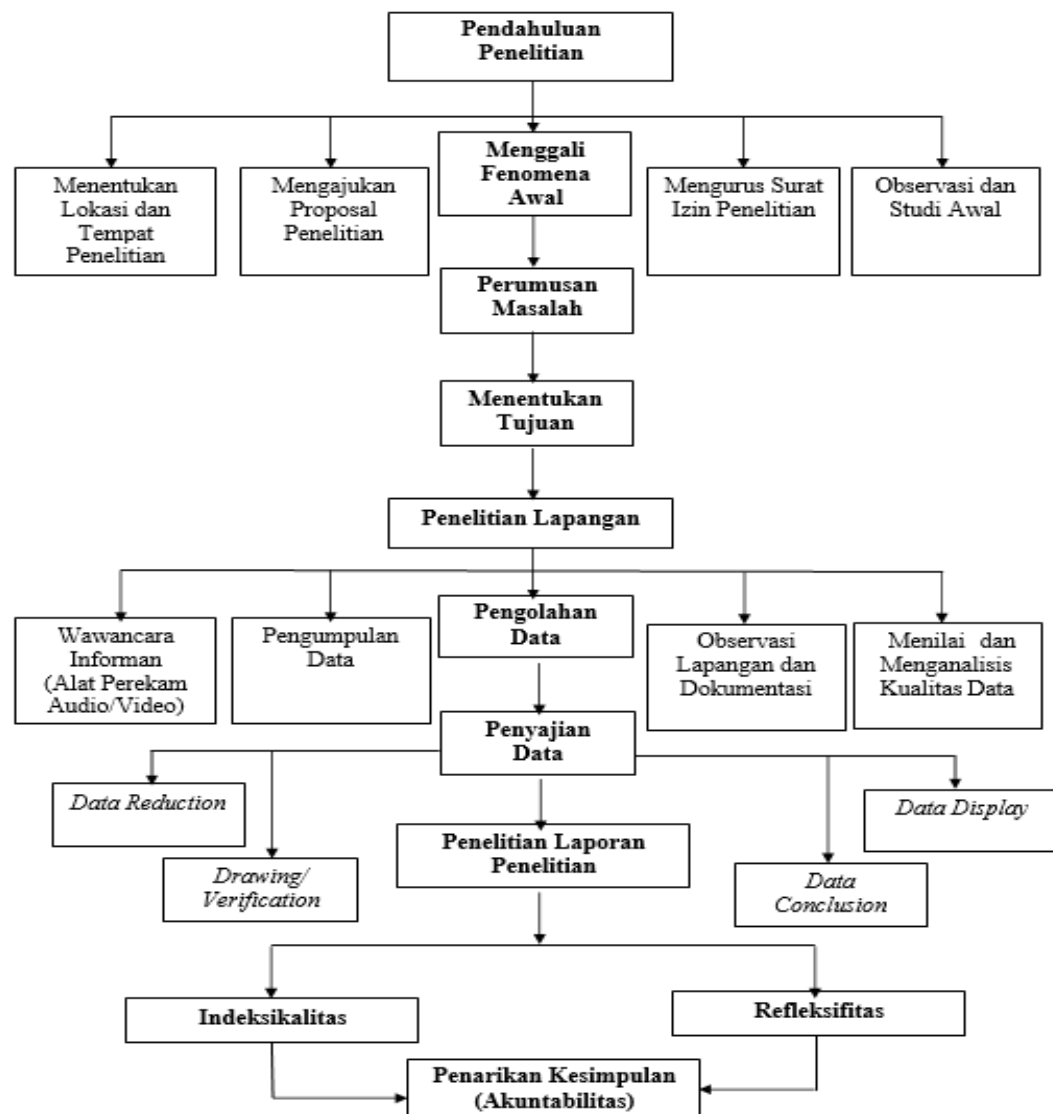 Pendahuluan
Penelitian
Menentukan
Lokasi dan
Tempat
Penelitian
Mengajukan
Proposal
Penelitian
Menggali
Fenomena
Awal
Mengurus Surat
Izin Penelitian
Observasi dan
Studi Awal
Perumusan
Masalah
Menentukan
Tujuan
Penelitian Lapangan
Wawancara
Informan
(Alat Perekam
Audio/Video)
Pengumpulan
Data
Pengolahan
Data
Observasi
Lapangan dan
Dokumentasi
Menilai dan
Menganalisis
Kualitas Data
Penyajian
Data
Data Reduction
Data Display
Penelitian Laporan
Penelitian
Drawing/
Verification
Data
Conclusion
Indeksikalitas
Refleksifitas
Penarikan Kesimpulan
(Akuntabilitas)